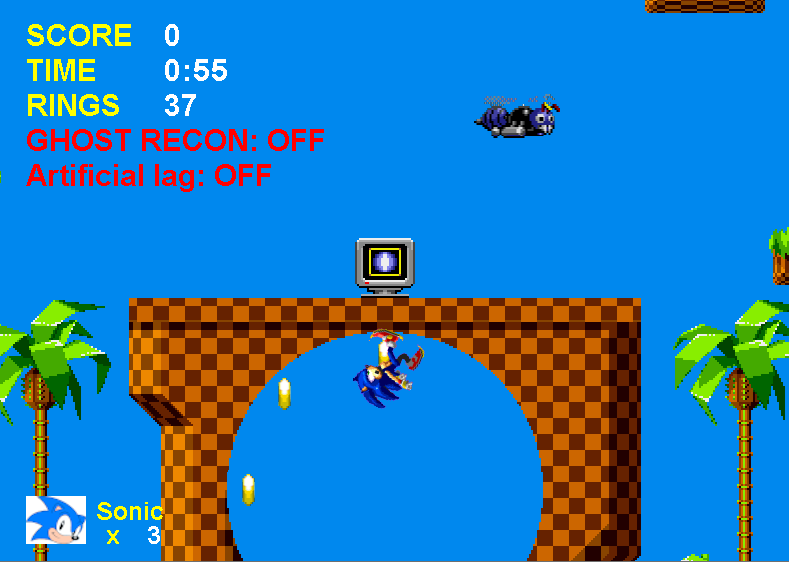 SCORE 0
TIME 0:55
RINGS 37
GHOST RECON: OFF
Artificial lag: OFF
Sonic
x 3